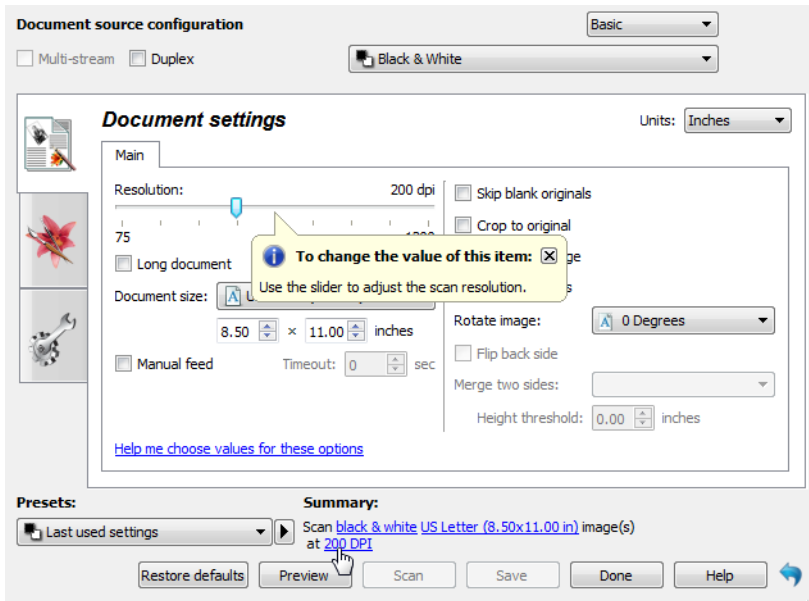 Document source configuration
Basic
Multi-stream
Duplex
Black & White
Document settings
Units:
Inches
Main
Resolution:
200 dpi
75
Long document
Document size:
8.50 × 11.00 inches
Manual feed
Timeout: 0 sec
Help me choose values for these options
Skip blank originals
Crop to original
To change the value of this item:
Use the slider to adjust the scan resolution.
Rotate image:
0 Degrees
Flip back side
Merge two sides:
Height threshold: 0.00 inches
Presets:
Last used settings
Summary:
Scan black & white US Letter (8.50x11.00 in) image(s)
at 200 DPI
Restore defaults
Preview
Scan
Save
Done
Help